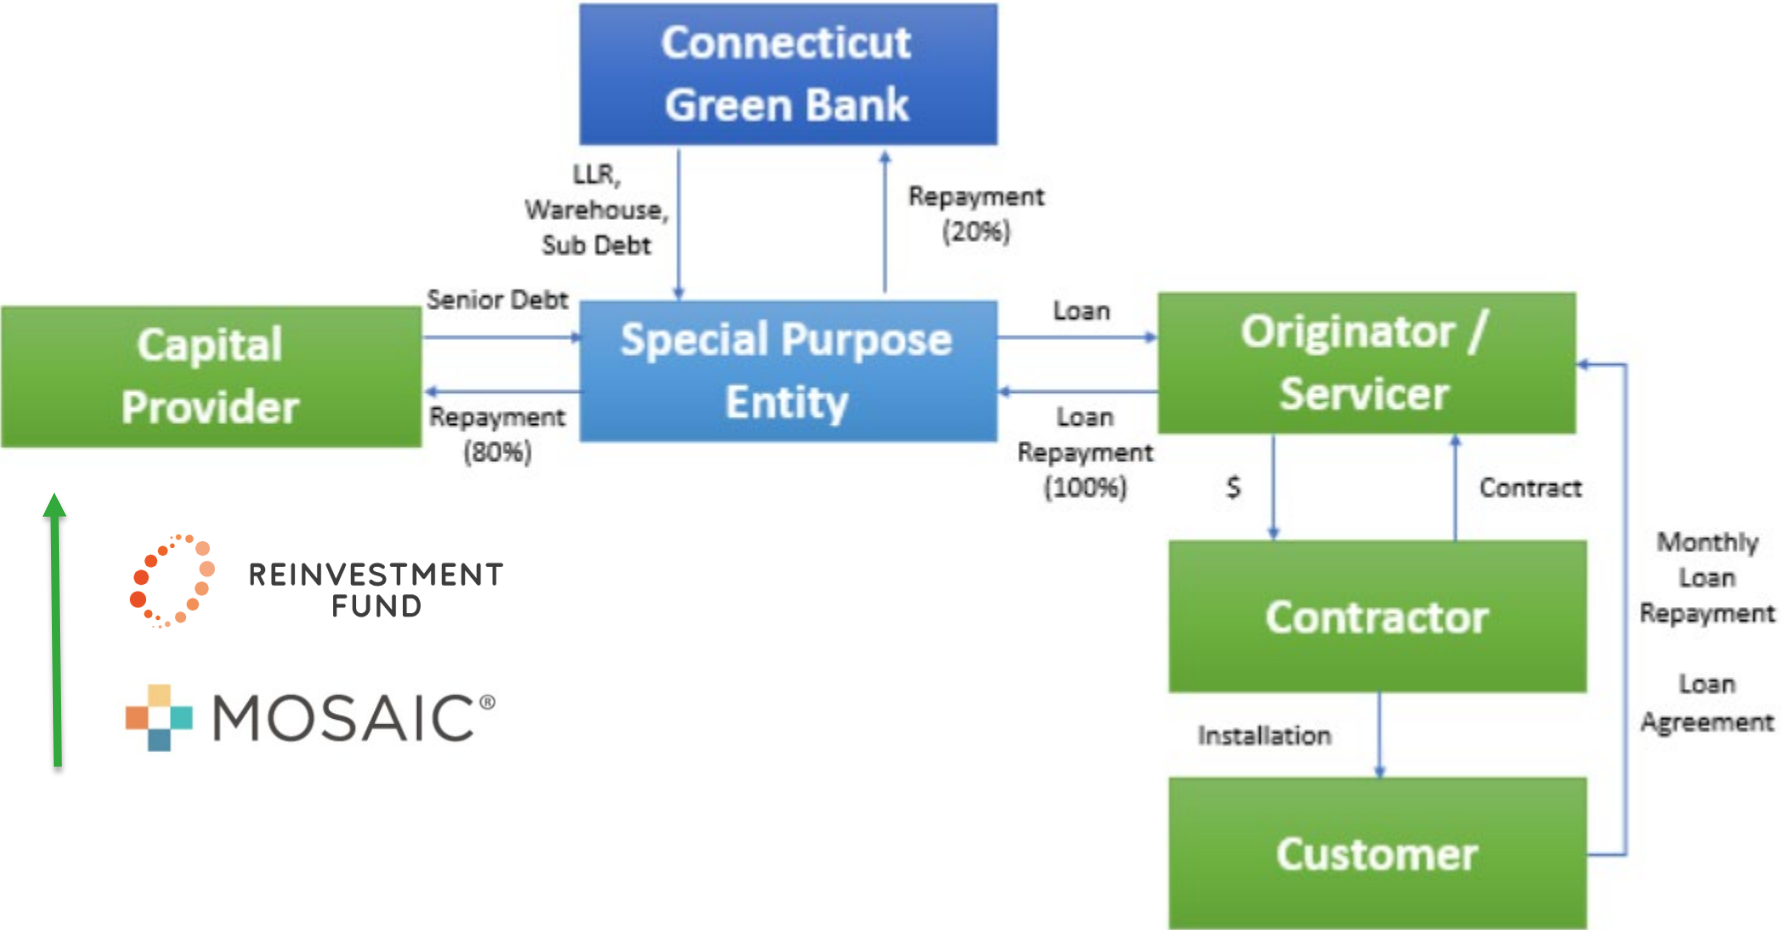 Connecticut
Green Bank
LLR,
Warehouse,
Sub Debt
Repayment
(20%)
Senior Debt
Capital
Provider
Repayment
(80%)
Special Purpose
Entity
Loan
Loan
Repayment
(100%)
Originator /
Servicer
$
Contract
Contractor
Monthly
Loan
Repayment
Loan
Agreement
Installation
Customer
REINVESTMENT
FUND
MOSAIC®